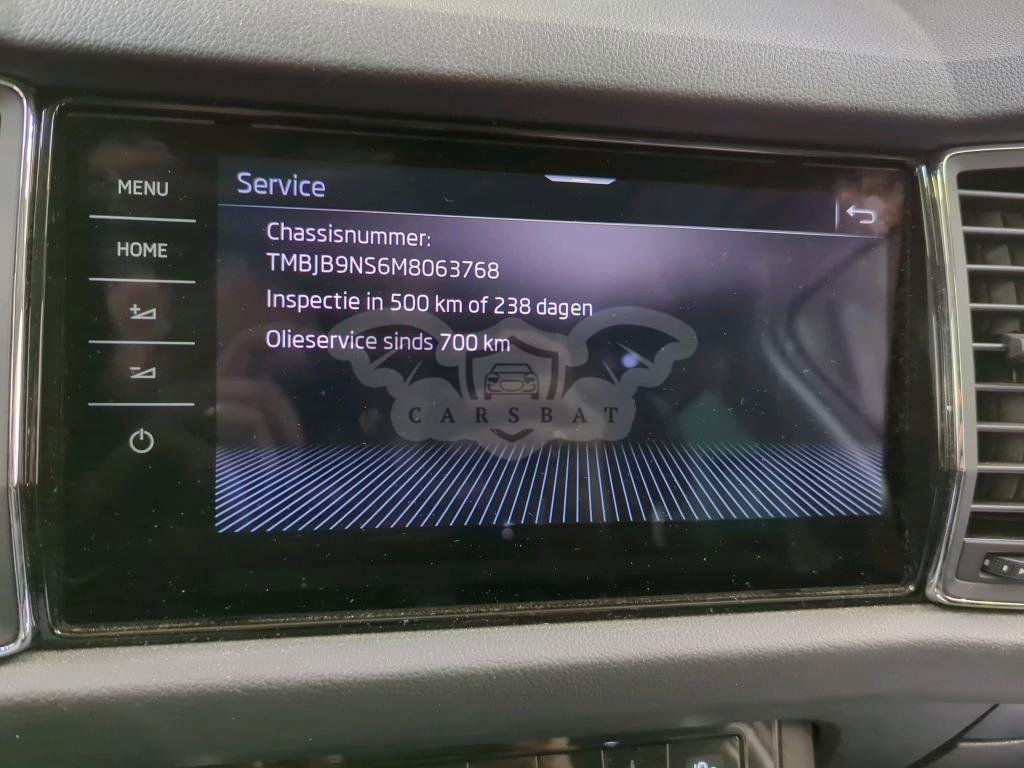 MENU
HOME
Service
Chassisnummer:
TMBJB9NS6M8063768
Inspectie in 500 km of 238 dagen
Olieservice sinds 700 km
CARSBAT